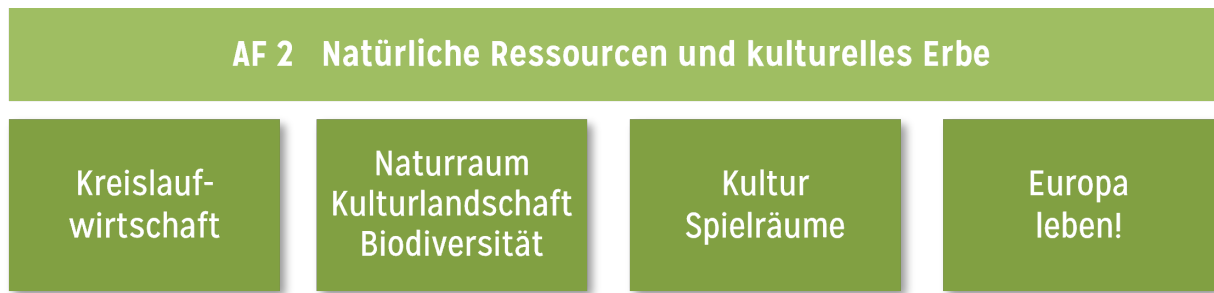 AF 2 Natürliche Ressourcen und kulturelles Erbe
Kreislauf-
wirtschaft
Naturraum
Kulturlandschaft
Biodiversität
Kultur
Spielräume
Europa
leben!